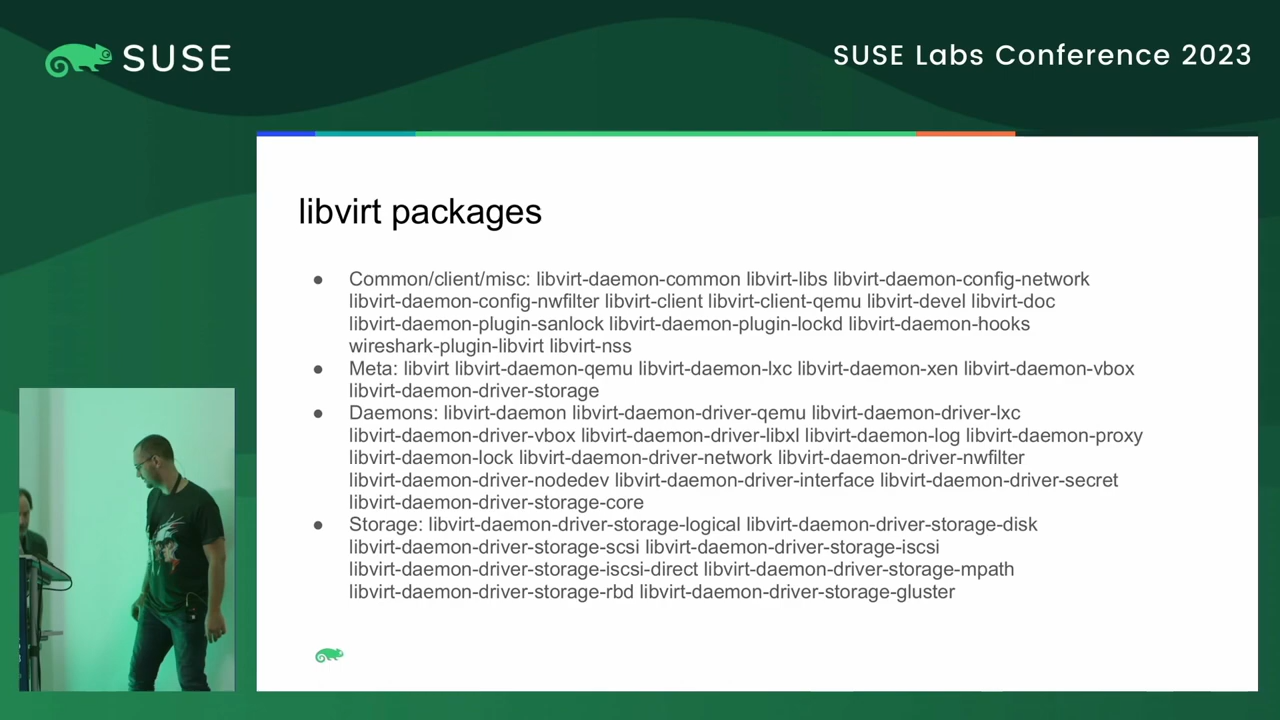 SUSE
SUSE Labs Conference 2023
libvirt packages
● Common/client/misc: libvirt-daemon-common libvirt-libs libvirt-daemon-config-network
libvirt-daemon-config-nwfilter libvirt-client libvirt-client-qemu libvirt-devel libvirt-doc
libvirt-daemon-plugin-sanlock libvirt-daemon-plugin-lockd libvirt-daemon-hooks
wireshark-plugin-libvirt libvirt-nss
● Meta: libvirt libvirt-daemon-qemu libvirt-daemon-lxc libvirt-daemon-xen libvirt-daemon-vbox
libvirt-daemon-driver-storage
● Daemons: libvirt-daemon libvirt-daemon-driver-qemu libvirt-daemon-driver-lxc
libvirt-daemon-driver-vbox libvirt-daemon-driver-libxl libvirt-daemon-log libvirt-daemon-proxy
libvirt-daemon-lock libvirt-daemon-driver-network libvirt-daemon-driver-nwfilter
libvirt-daemon-driver-nodedev libvirt-daemon-driver-interface libvirt-daemon-driver-secret
libvirt-daemon-driver-storage-core
● Storage: libvirt-daemon-driver-storage-logical libvirt-daemon-driver-storage-disk
libvirt-daemon-driver-storage-scsi libvirt-daemon-driver-storage-iscsi
libvirt-daemon-driver-storage-iscsi-direct libvirt-daemon-driver-storage-mpath
libvirt-daemon-driver-storage-rbd libvirt-daemon-driver-storage-gluster